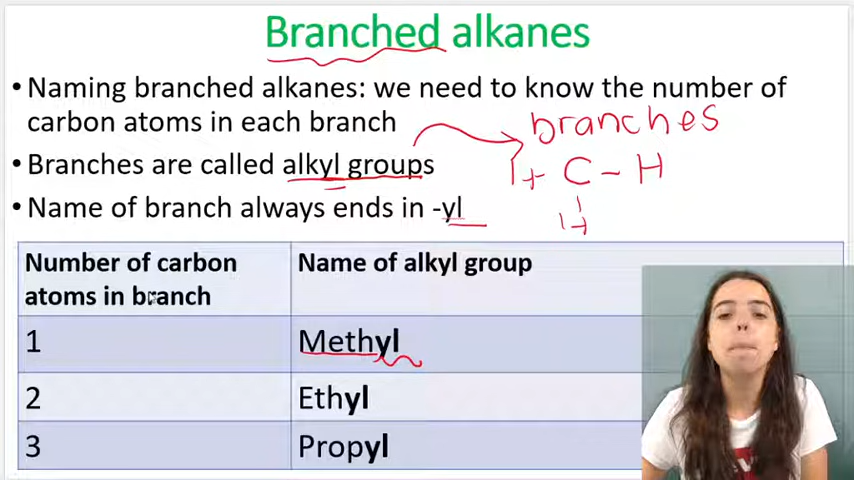 Branched alkanes
• Naming branched alkanes: we need to know the number of
carbon atoms in each branch
branches
• Branches are called alkyl groups
H C - H
• Name of branch always ends in -yl
H
Number of carbon
atoms in branch
Name of alkyl group
1
Methyl
2
Ethyl
3
Propyl